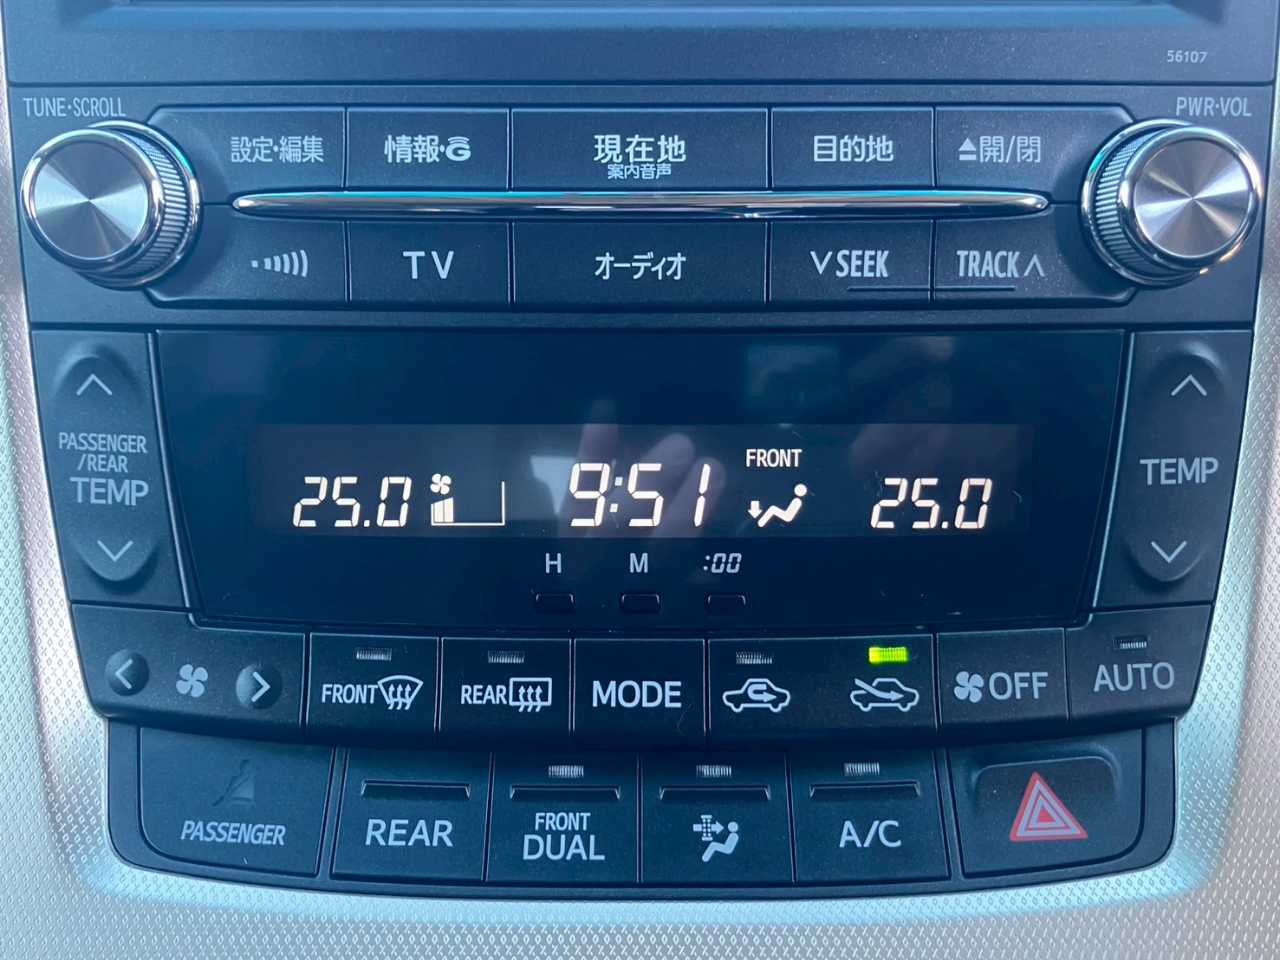 56107
TUNE·SCROLL
PWR·VOL
設定・編集
情報・G
現在地
案内音声
目的地
開/閉
TV
オーディオ
∨SEEK
TRACK∧
PASSENGER
/REAR
TEMP
25.0
9:51
FRONT
25.0
TEMP
H
M
:00
FRONT
REAR
MODE
OFF
AUTO
PASSENGER
REAR
FRONT
DUAL
A/C